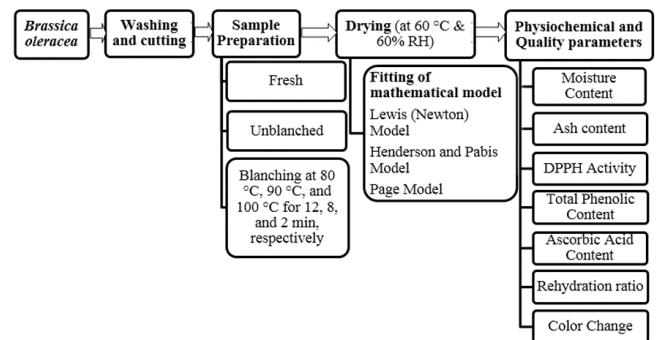 Brassica
oleracea
Washing
and cutting
Sample
Preparation
Fresh
Unblanched
Blanching at 80
°C, 90 °C, and
100 °C for 12, 8,
and 2 min,
respectively
Drying (at 60 °C &
60% RH)
Fitting of
mathematical model
Lewis (Newton)
Model
Henderson and Pabis
Model
Page Model
Physiochemical and
Quality parameters
Moisture
Content
Ash content
DPPH Activity
Total Phenolic
Content
Ascorbic Acid
Content
Rehydration ratio
Color Change